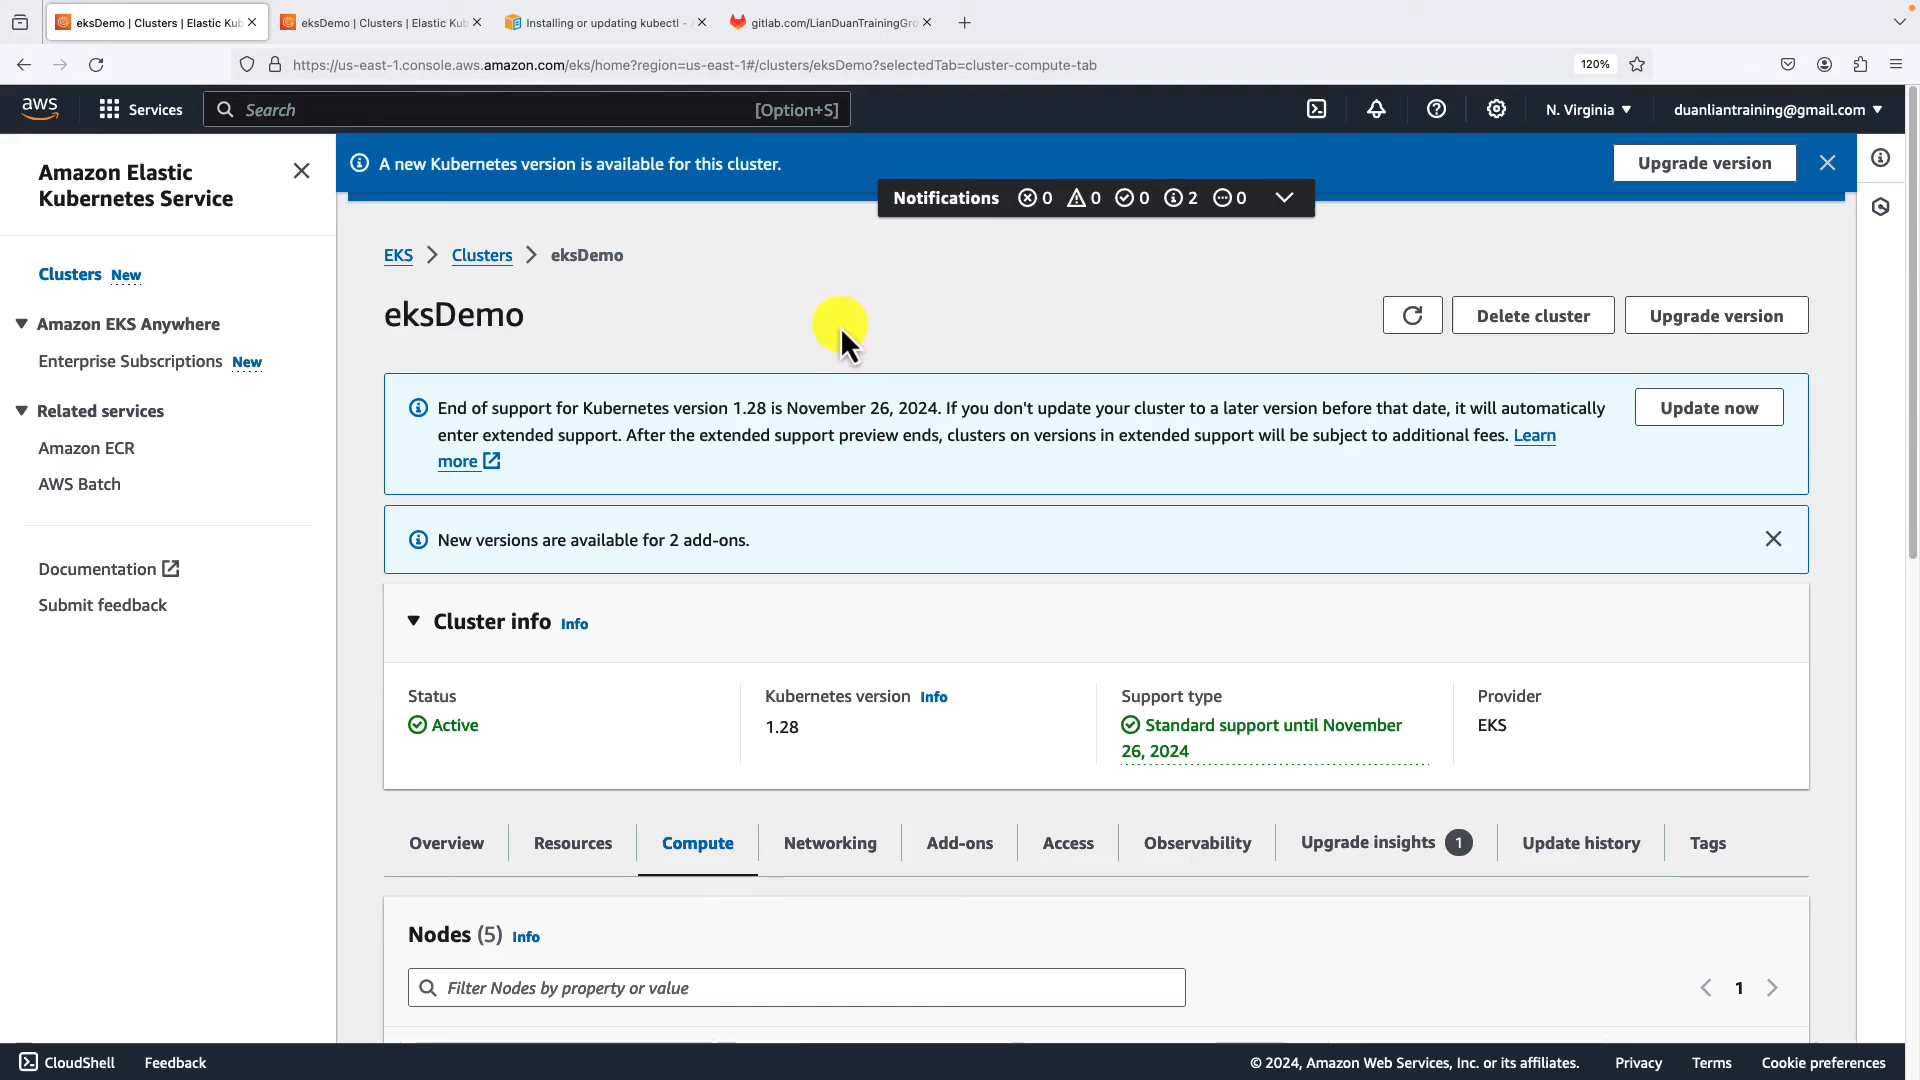 eksDemo | Clusters | Elastic Kub
eksDemo | Clusters | Elastic Kub
Installing or updating kubectl -
gitlab.com/LianDuanTrainingGro
https://us-east-1.console.aws.amazon.com/eks/home?region=us-east-1#/clusters/eksDemo?selectedTab=cluster-compute-tab
120%
aws
Services
Search
[Option+S]
N. Virginia
duanliantraining@gmail.com
Amazon Elastic
Kubernetes Service
Clusters New
Amazon EKS Anywhere
Enterprise Subscriptions New
Related services
Amazon ECR
AWS Batch
Documentation
Submit feedback
A new Kubernetes version is available for this cluster.
Upgrade version
Notifications 0 0 0 2 0
EKS > Clusters > eksDemo
eksDemo
Delete cluster
Upgrade version
End of support for Kubernetes version 1.28 is November 26, 2024. If you don't update your cluster to a later version before that date, it will automatically
enter extended support. After the extended support preview ends, clusters on versions in extended support will be subject to additional fees. Learn
more
Update now
New versions are available for 2 add-ons.
Cluster info Info
Status
Active
Kubernetes version Info
1.28
Support type
Standard support until November
26, 2024
Provider
EKS
Overview
Resources
Compute
Networking
Add-ons
Access
Observability
Upgrade insights 1
Update history
Tags
Nodes (5) Info
Filter Nodes by property or value
1
CloudShell
Feedback
© 2024, Amazon Web Services, Inc. or its affiliates.
Privacy
Terms
Cookie preferences